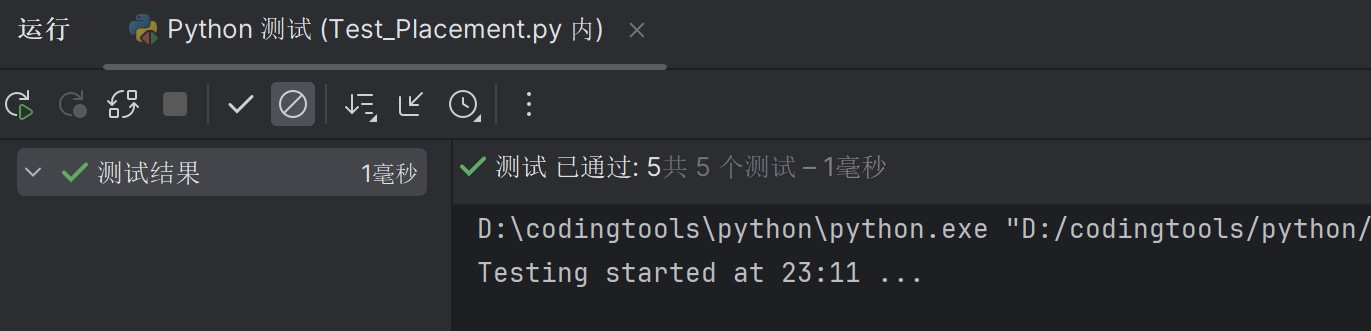 运行
Python 测试 (Test_Placement.py 内)
测试结果 1毫秒
测试 已通过: 5共 5 个测试 – 1毫秒
D:\codingtools\python\python.exe "D:/codingtools/python/
Testing started at 23:11 ...